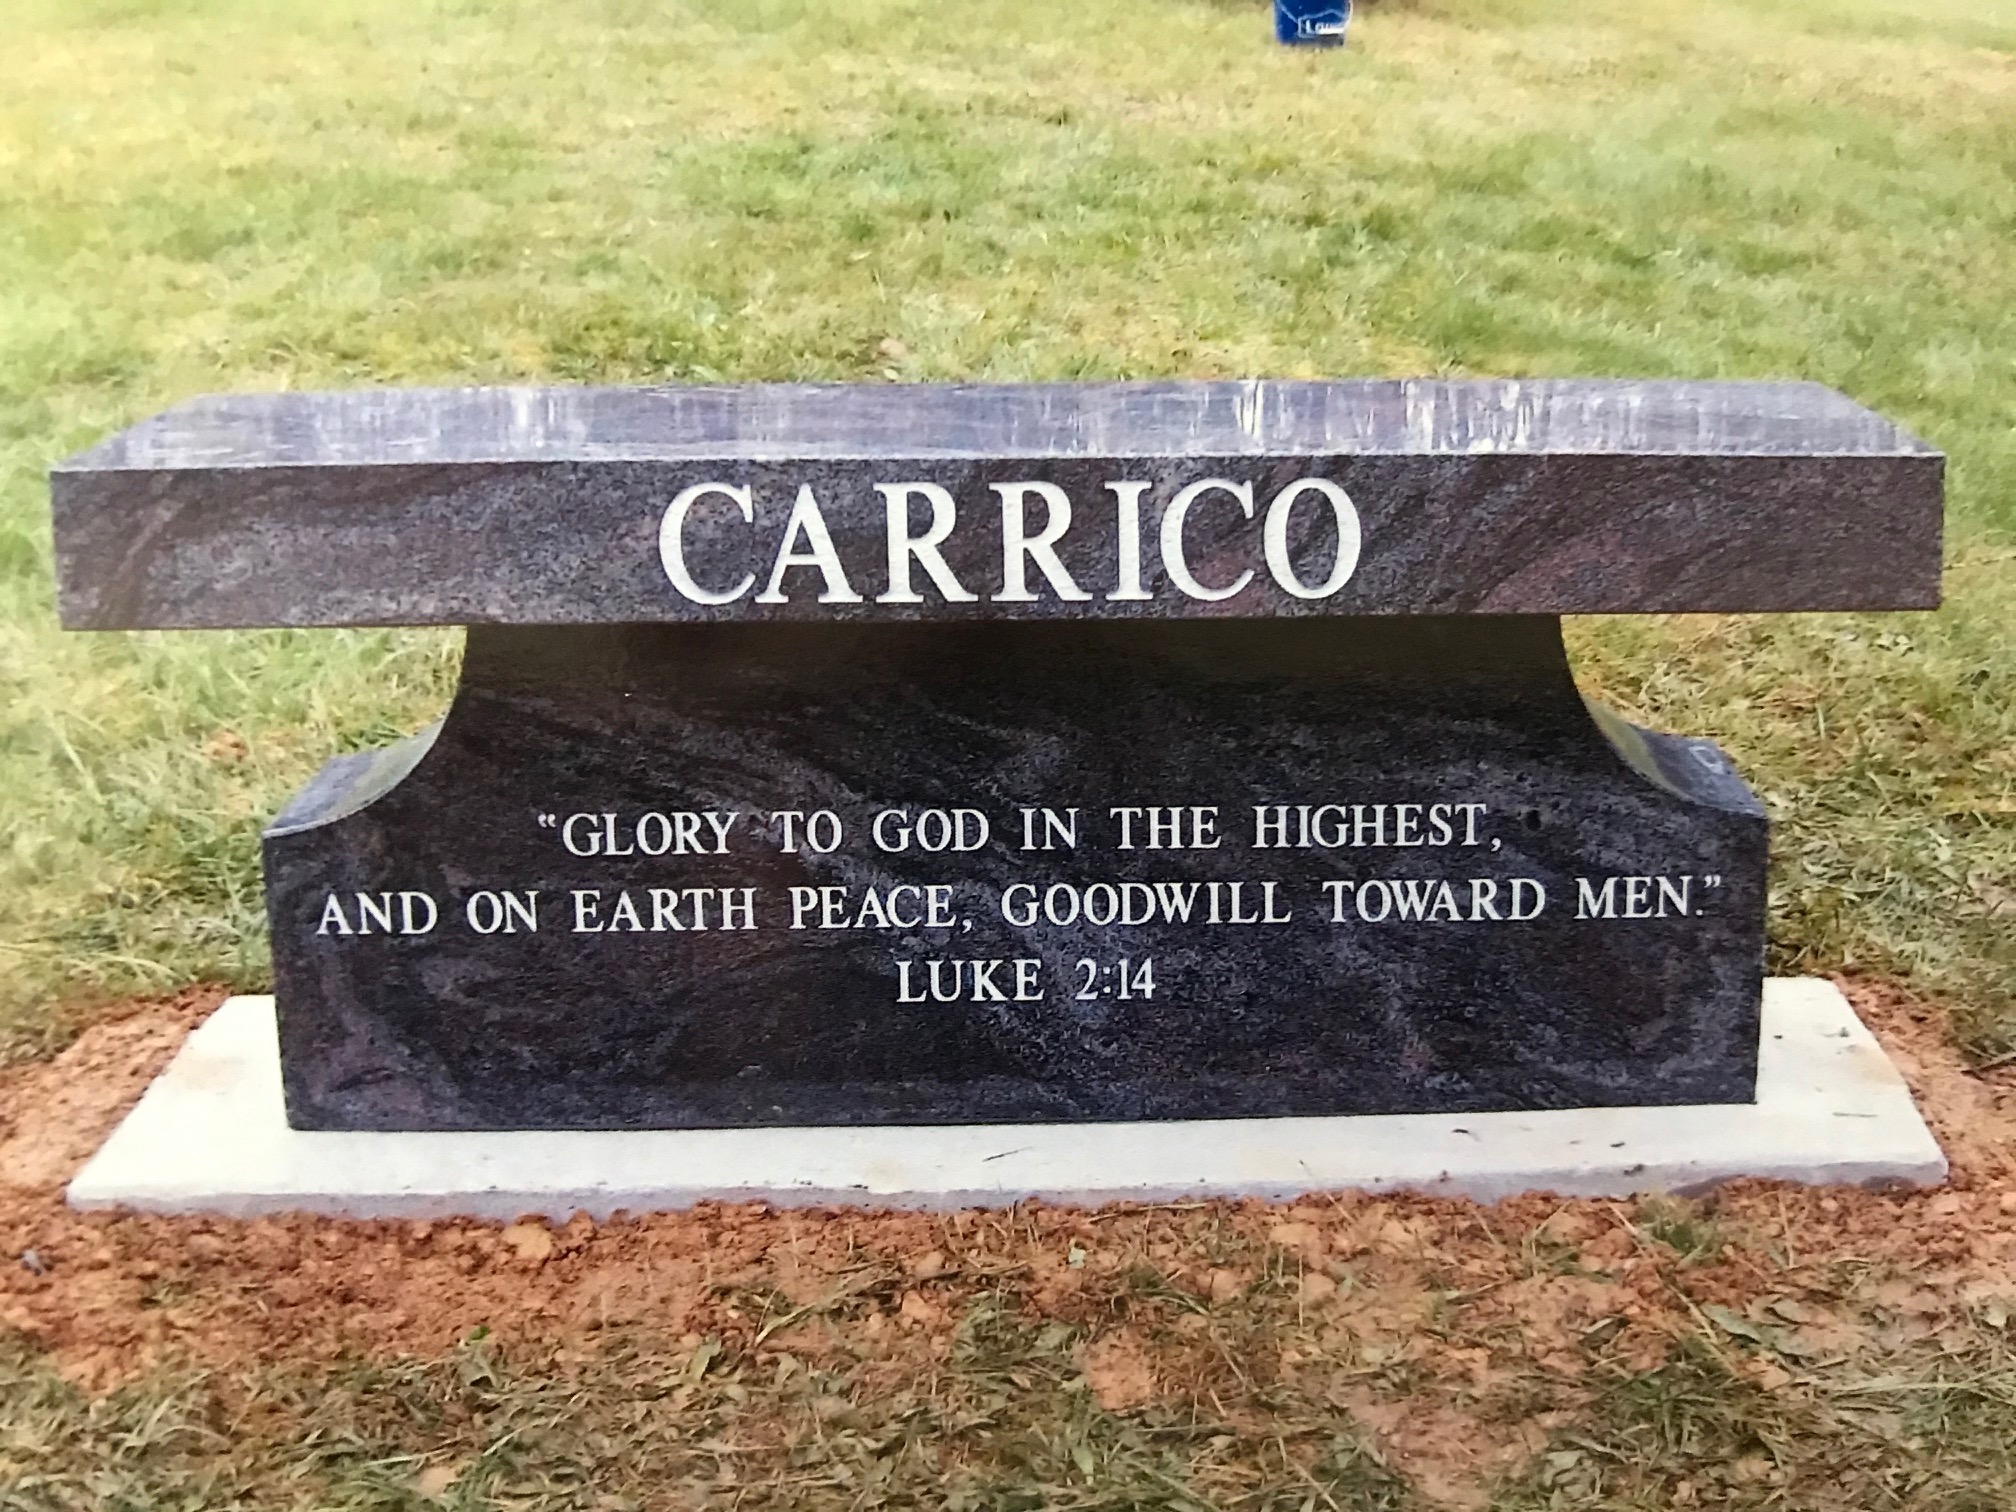 CARRICO
“GLORY TO GOD IN THE HIGHEST,
AND ON EARTH PEACE, GOODWILL TOWARD MEN.”
LUKE 2:14